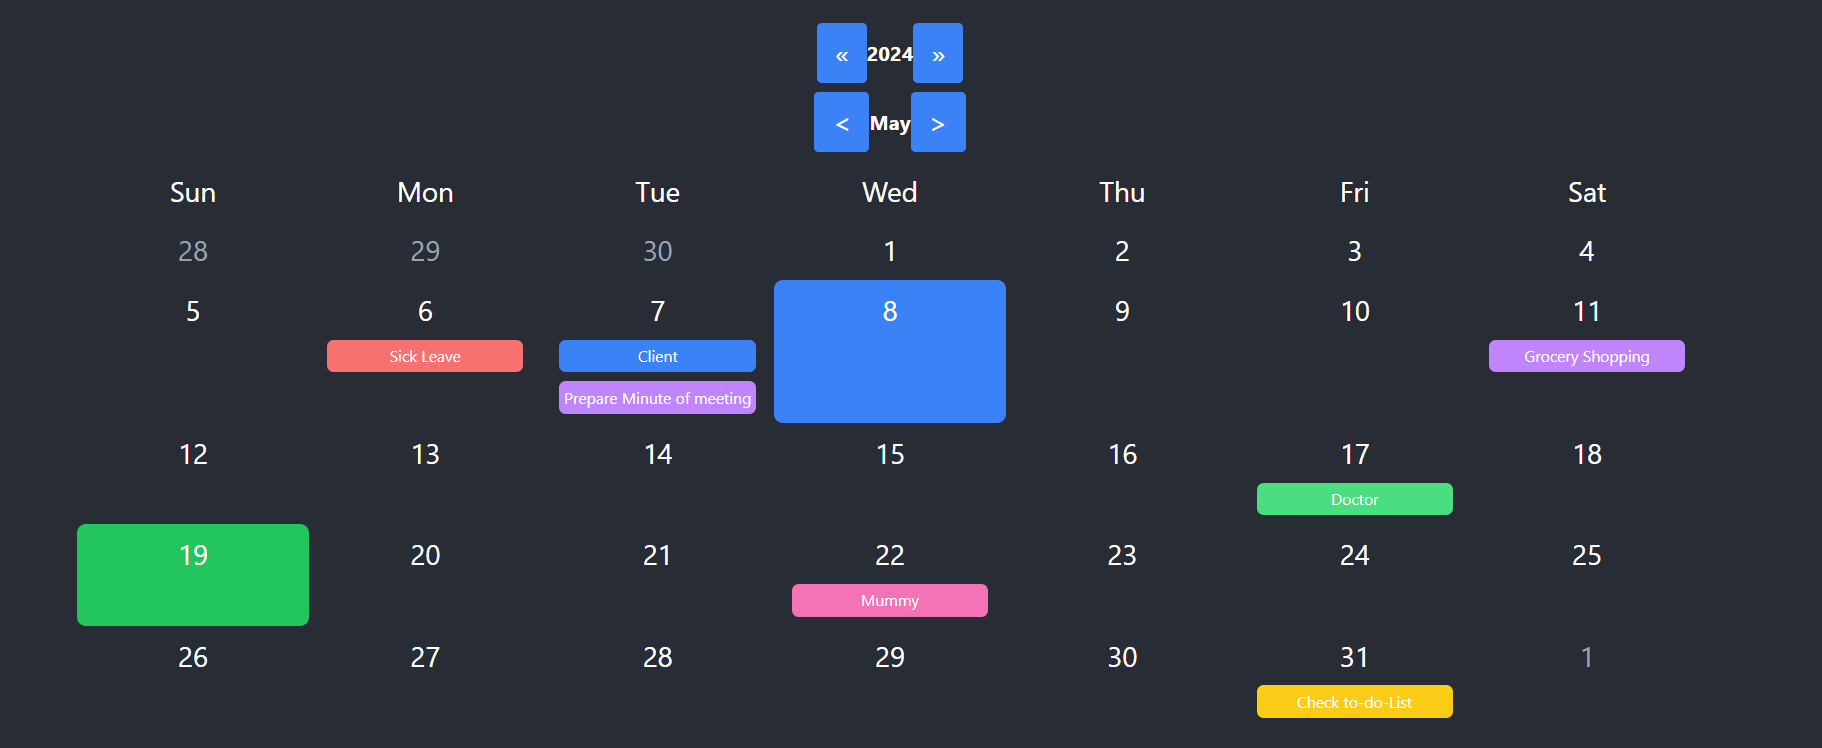 « 2024 »
< May >
Sun Mon Tue Wed Thu Fri Sat
28 29 30 1 2 3 4
5 6 7 8 9 10 11
Sick Leave Client Grocery Shopping
Prepare Minute of meeting
12 13 14 15 16 17 18
Doctor
19 20 21 22 23 24 25
Mummy
26 27 28 29 30 31 1
Check to-do-List